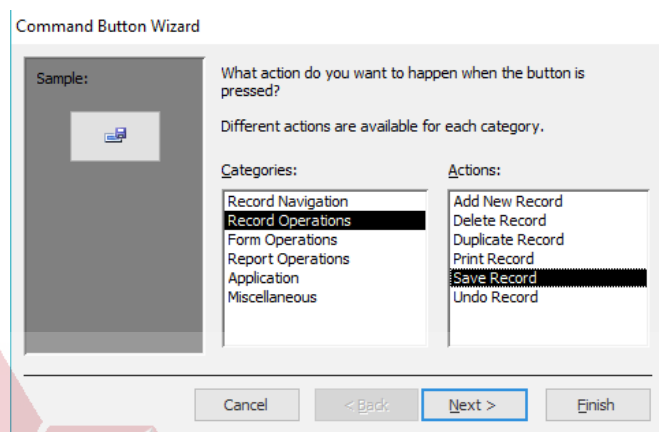 Command Button Wizard
Sample:
What action do you want to happen when the button is
pressed?
Different actions are available for each category.
Categories:
Record Navigation
Record Operations
Form Operations
Report Operations
Application
Miscellaneous
Actions:
Add New Record
Delete Record
Duplicate Record
Print Record
Save Record
Undo Record
Cancel
< Back
Next >
Finish